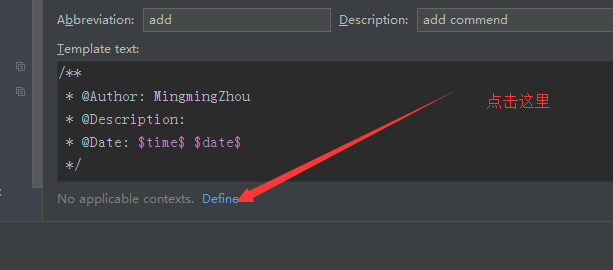 Abbreviation: add Description: add commend
Template text:
/**
* @Author: MingmingZhou
* @Description:
* @Date: $time$ $date$
*/
点击这里
No applicable contexts. Define